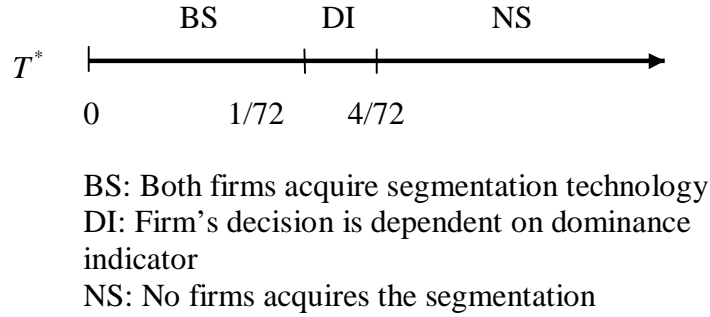 BS DI NS
T*
0 1/72 4/72
BS: Both firms acquire segmentation technology
DI: Firm's decision is dependent on dominance
indicator
NS: No firms acquires the segmentation